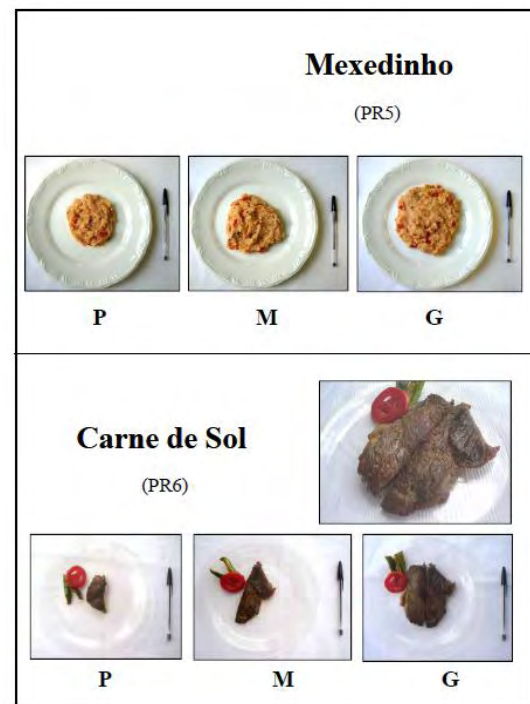 Mexedinho
(PR5)
P M G
Carne de Sol
(PR6)
P M G